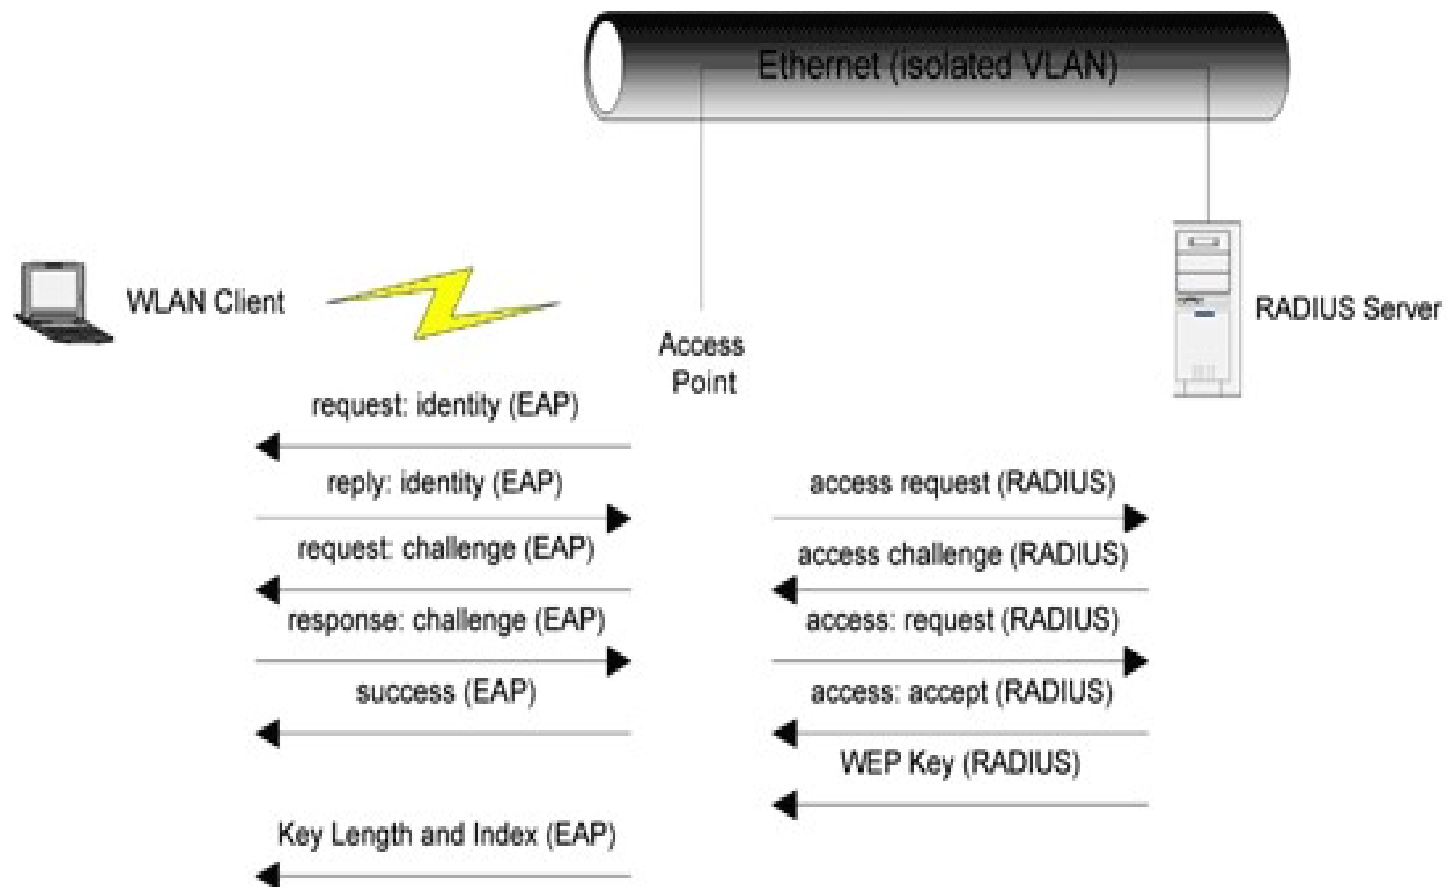 Ethernet (isolated VLAN)
WLAN Client
Access
Point
RADIUS Server
request: identity (EAP)
reply: identity (EAP)
access request (RADIUS)
request: challenge (EAP)
access challenge (RADIUS)
response: challenge (EAP)
access: request (RADIUS)
success (EAP)
access: accept (RADIUS)
WEP Key (RADIUS)
Key Length and Index (EAP)